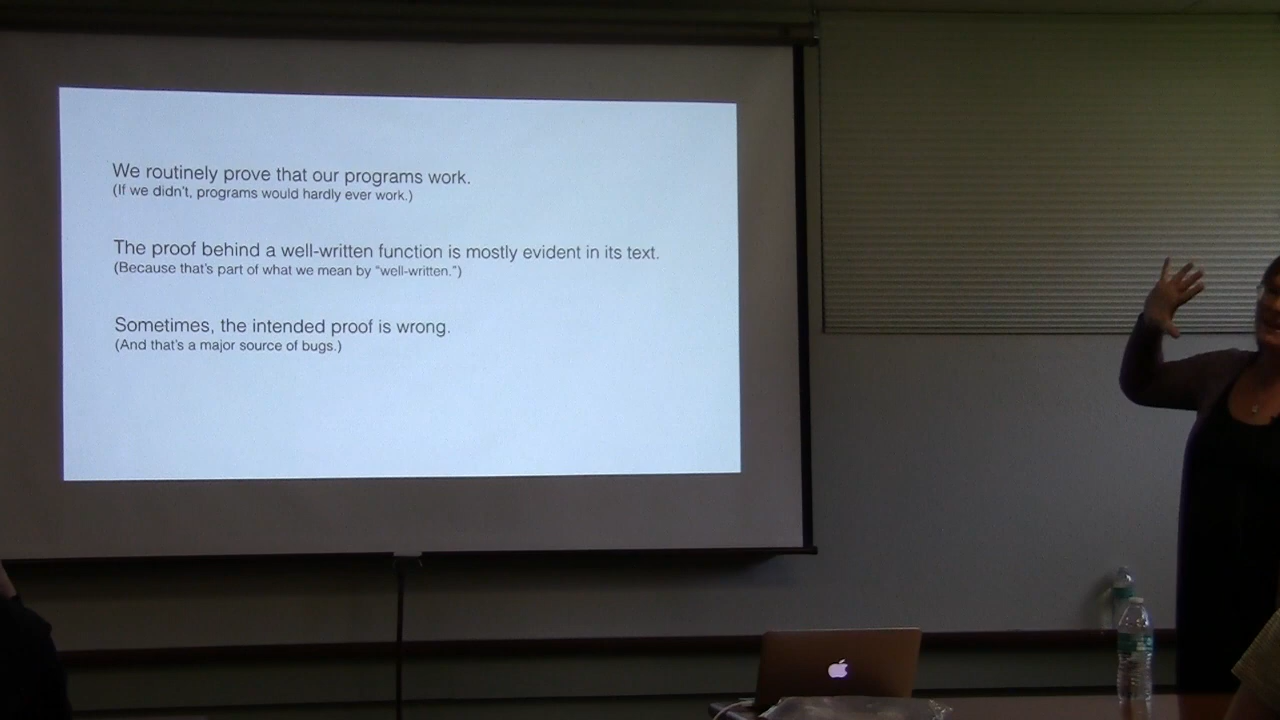 We routinely prove that our programs work.
(If we didn't, programs would hardly ever work.)
The proof behind a well-written function is mostly evident in its text.
(Because that's part of what we mean by “well-written.”)
Sometimes, the intended proof is wrong.
(And that's a major source of bugs.)